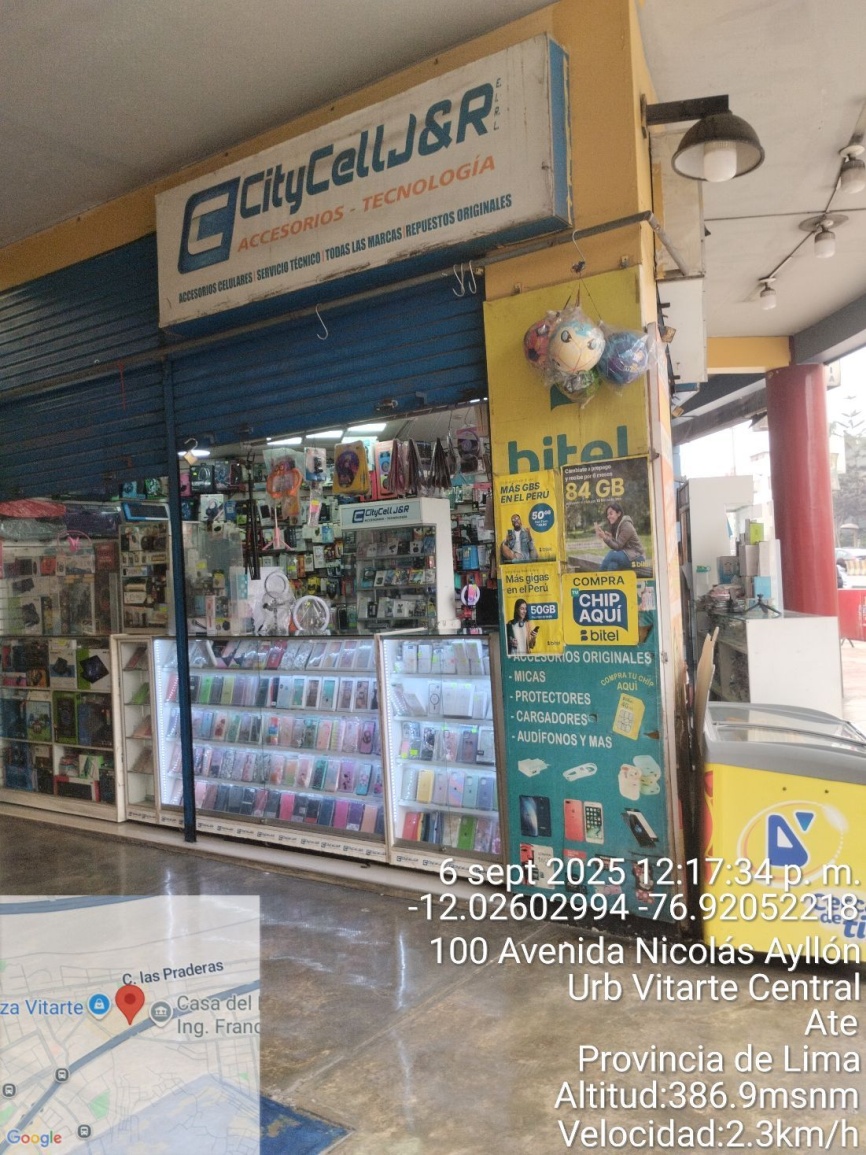 CityCellJ&R
E.I.R.L
ACCESORIOS - TECNOLOGÍA
ACCESORIOS CELULARES | SERVICIO TÉCNICO | TODAS LAS MARCAS | REPUESTOS ORIGINALES
bitel
MÁS GBS
EN EL PERÚ
50GB
84 GB
bitel
CityCell J&R
Más gigas
en el Perú
50GB
COMPRA
TU CHIP
AQUÍ
bitel
ACCESORIOS ORIGINALES
- MICAS
- PROTECTORES
- CARGADORES
- AUDÍFONOS Y MAS
COMPRA TU CHIP
AQUÍ
6 sept 2025 12:17:34 p. m.
-12.02602994 -76.92052218
100 Avenida Nicolás Ayllón
Urb Vitarte Central
Ate
Provincia de Lima
Altitud:386.9msnm
Velocidad:2.3km/h
C. las Praderas
za Vitarte
Casa del
Ing. Franc
Google